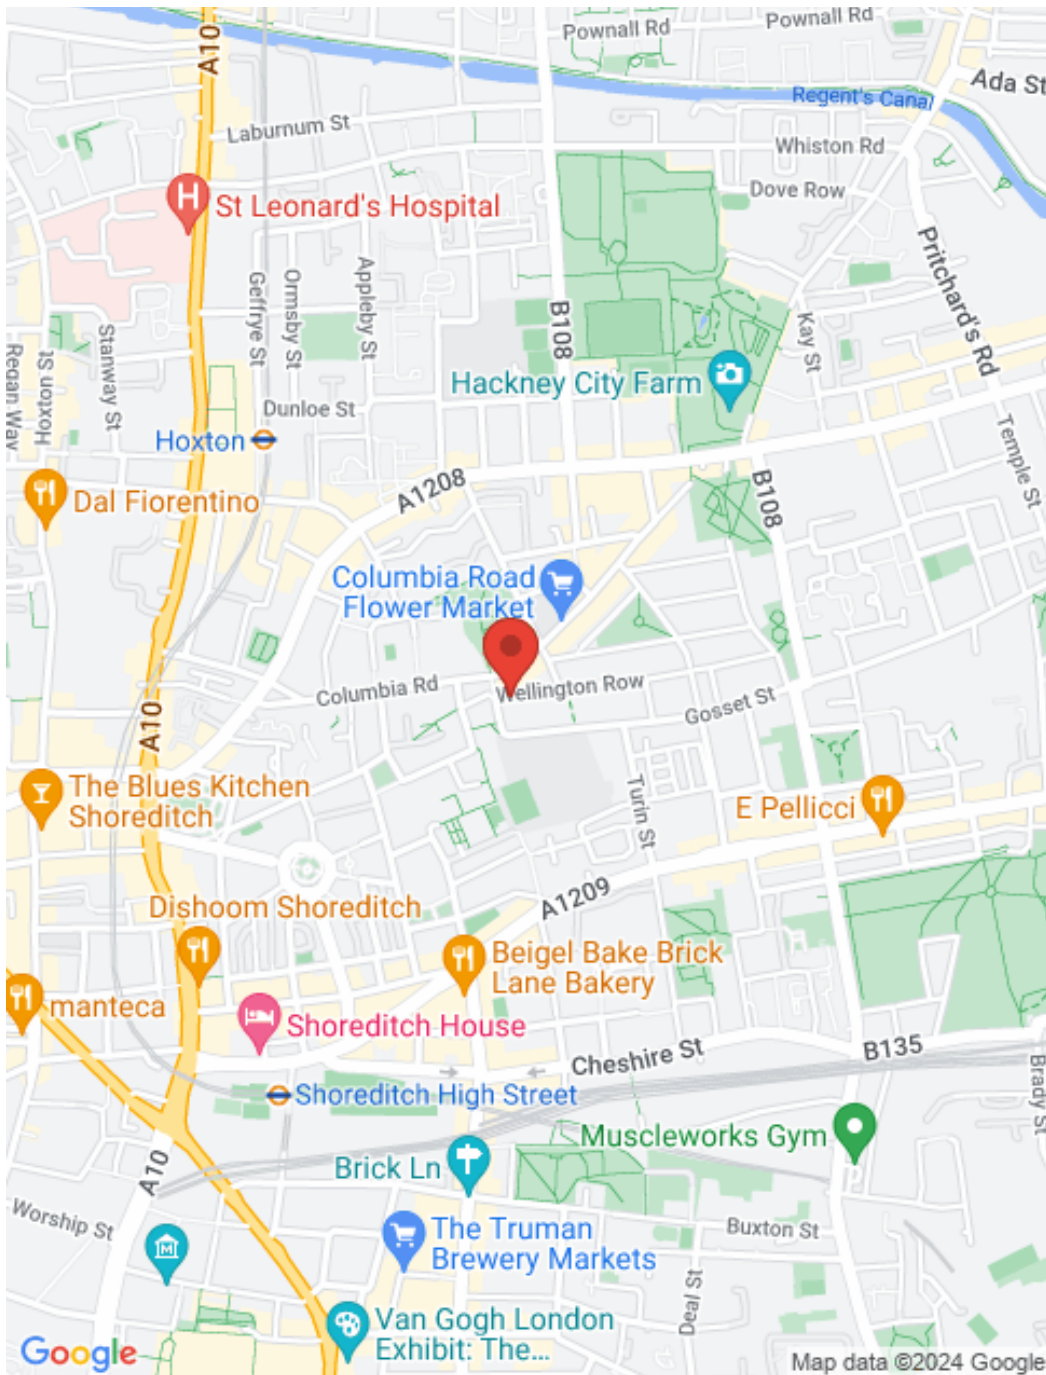 Pownall Rd
Pownall Rd
A10
Ada St
Regent's Canal
Laburnum St
Whiston Rd
Dove Row
H
St Leonard's Hospital
Pritchard's Rd
Geffrye St
Ormsby St
Appleby St
B108
Kay St
Stanway St
Regan Way
Hoxton St
Hackney City Farm
Dunloe St
Hoxton
Temple St
A1208
B108
Dal Fiorentino
Columbia Road
Flower Market
Columbia Rd
Wellington Row
Gosset St
A10
The Blues Kitchen
Shoreditch
Turin St
E Pellicci
A1209
Dishoom Shoreditch
Beigel Bake Brick
Lane Bakery
manteca
Shoreditch House
Cheshire St
B135
Brady St
Shoreditch High Street
Muscleworks Gym
Brick Ln
A10
Worship St
Buxton St
M
The Truman
Brewery Markets
Deal St
Van Gogh London
Exhibit: The...
Google
Map data ©2024 Google